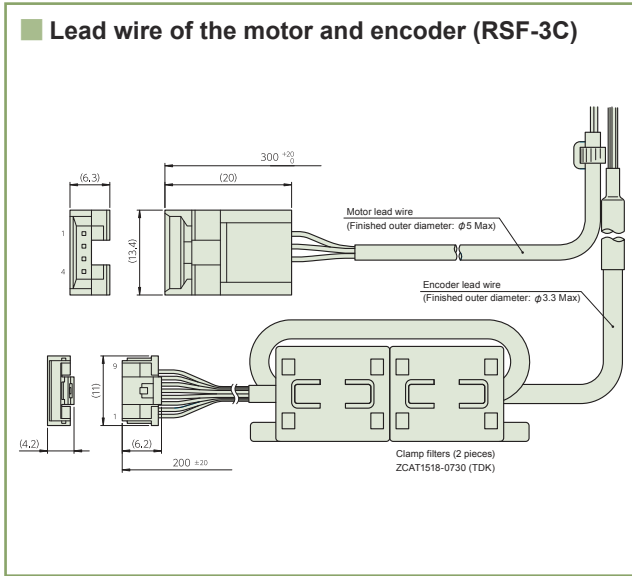 Lead wire of the motor and encoder (RSF-3C)
300 +20 0
(6.3)
(20)
1
4
(13.4)
Motor lead wire
(Finished outer diameter: φ5 Max)
Encoder lead wire
(Finished outer diameter: φ3.3 Max)
9
1
(11)
(4.2)
(6.2)
200 ±20
Clamp filters (2 pieces)
ZCAT1518-0730 (TDK)